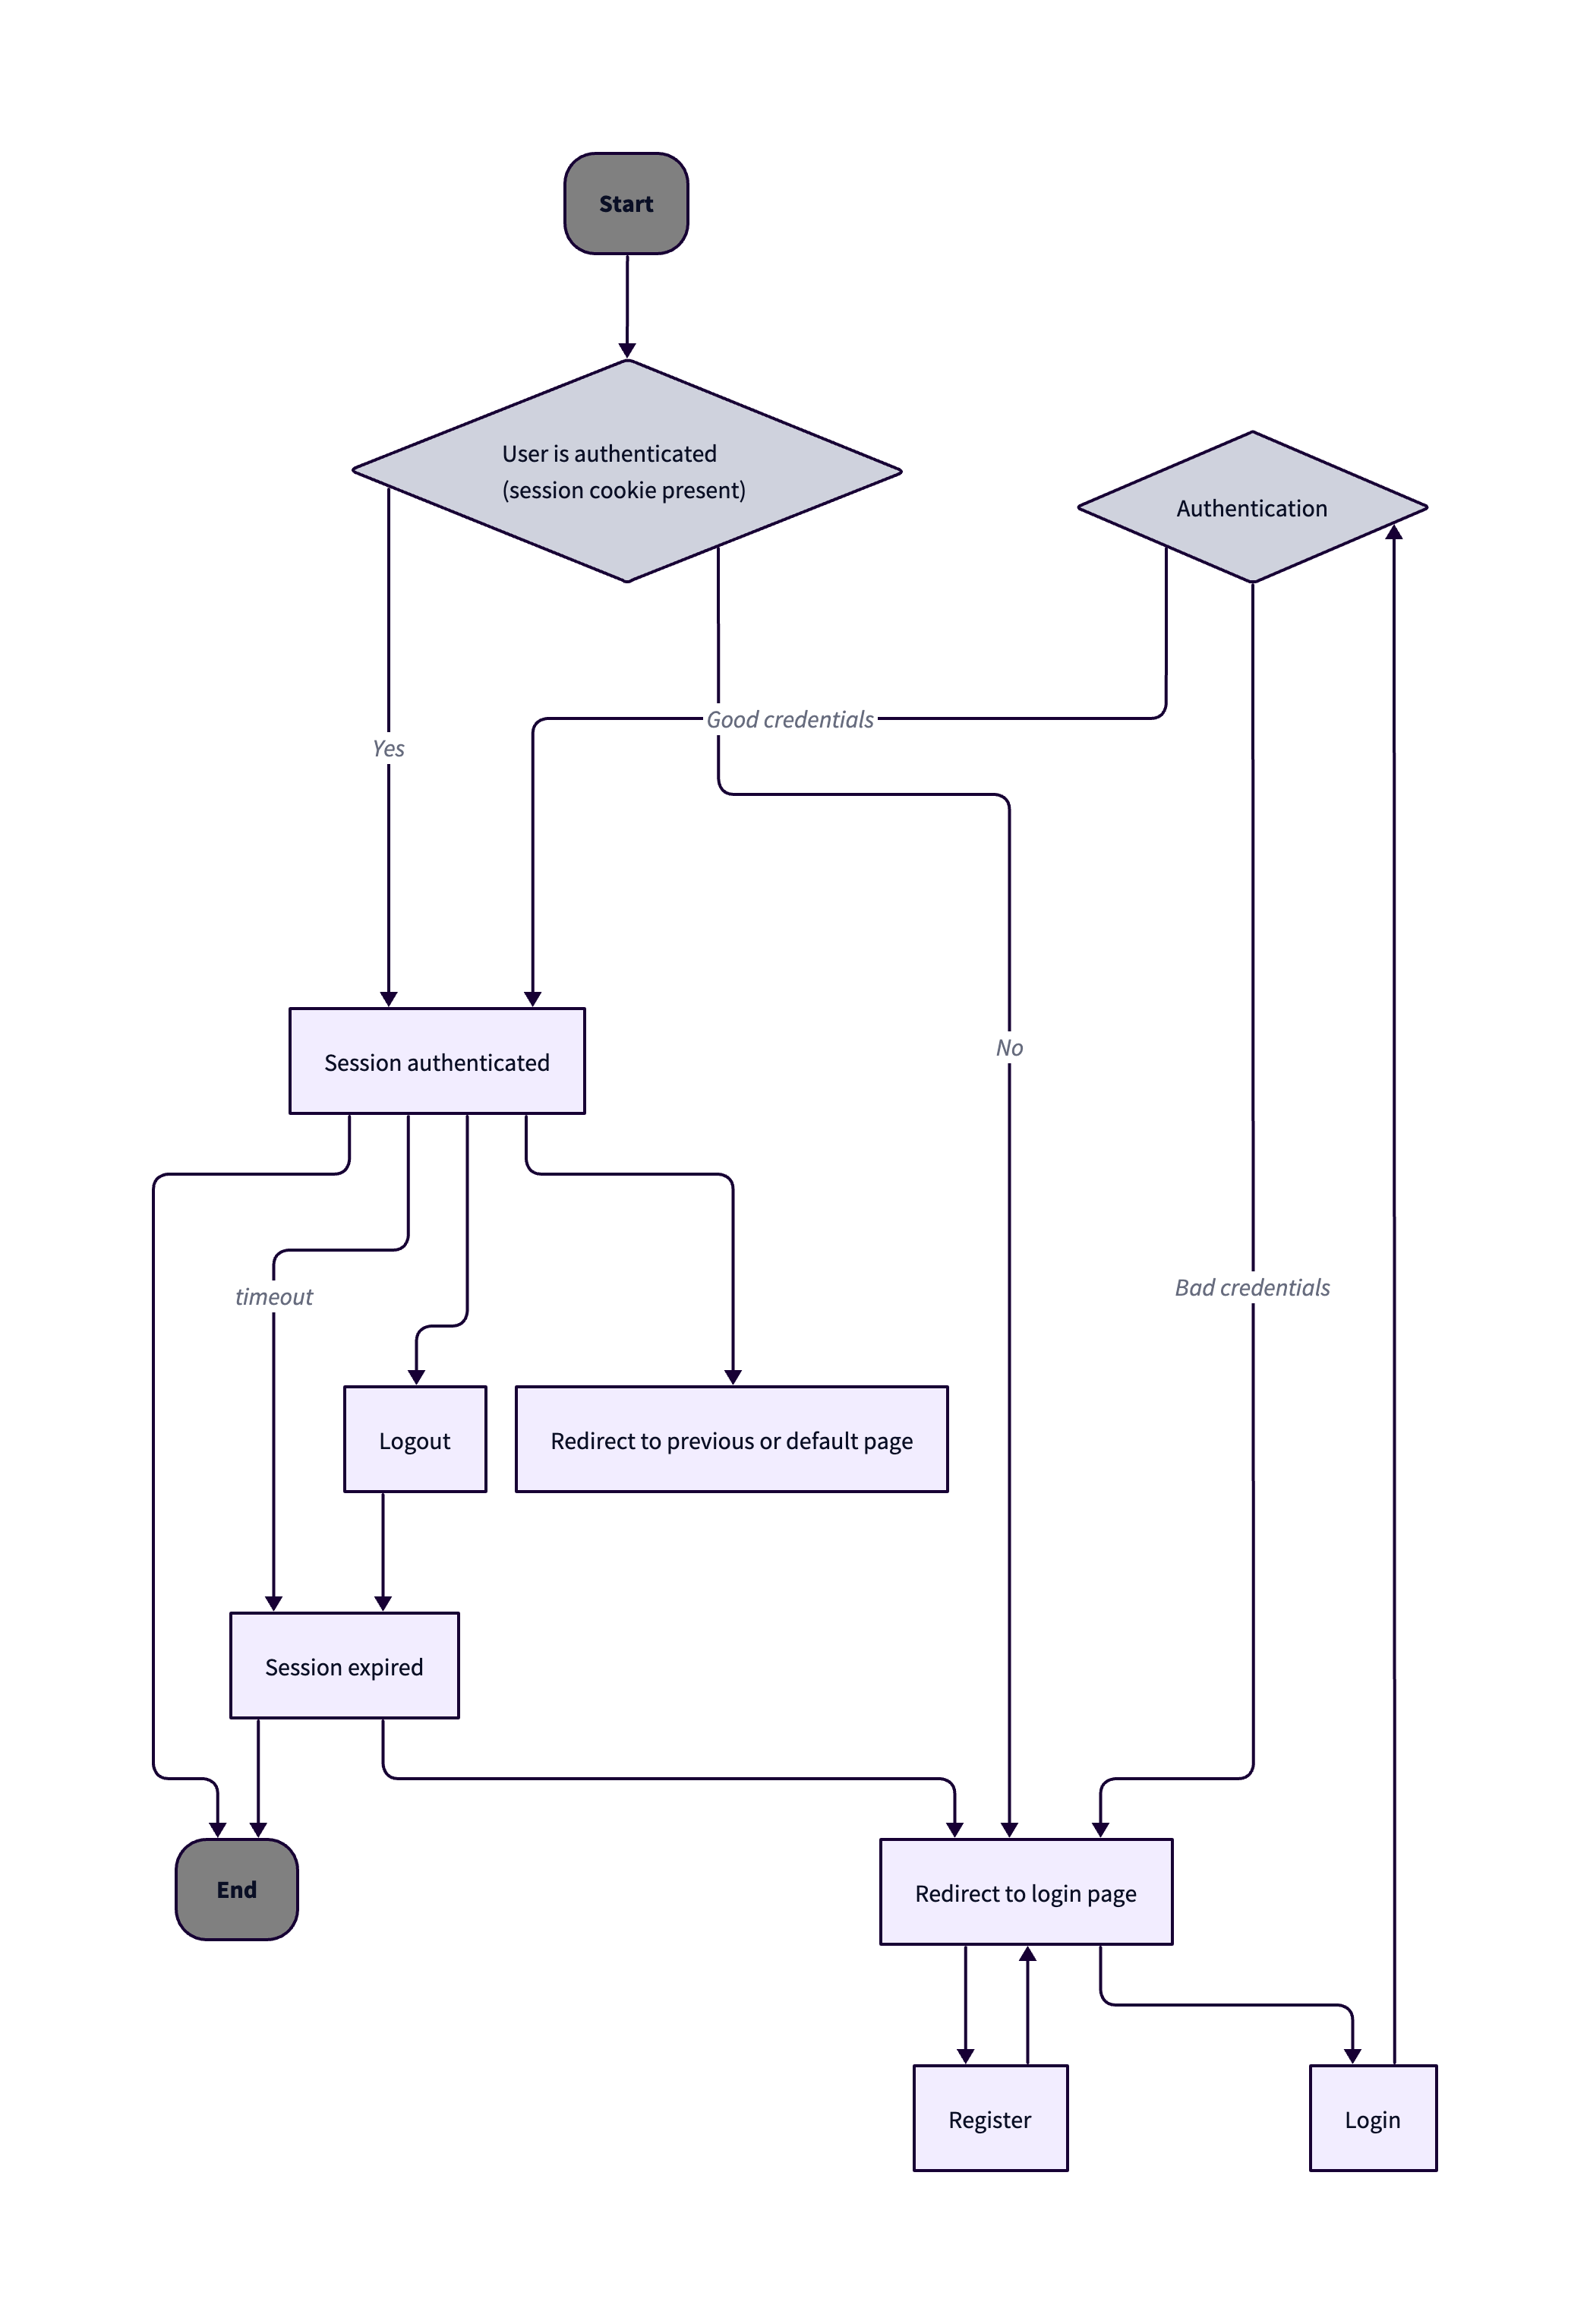 Start
User is authenticated
(session cookie present)
Authentication
Good credentials
Yes
No
Session authenticated
Bad credentials
timeout
Logout
Redirect to previous or default page
Session expired
End
Redirect to login page
Register
Login